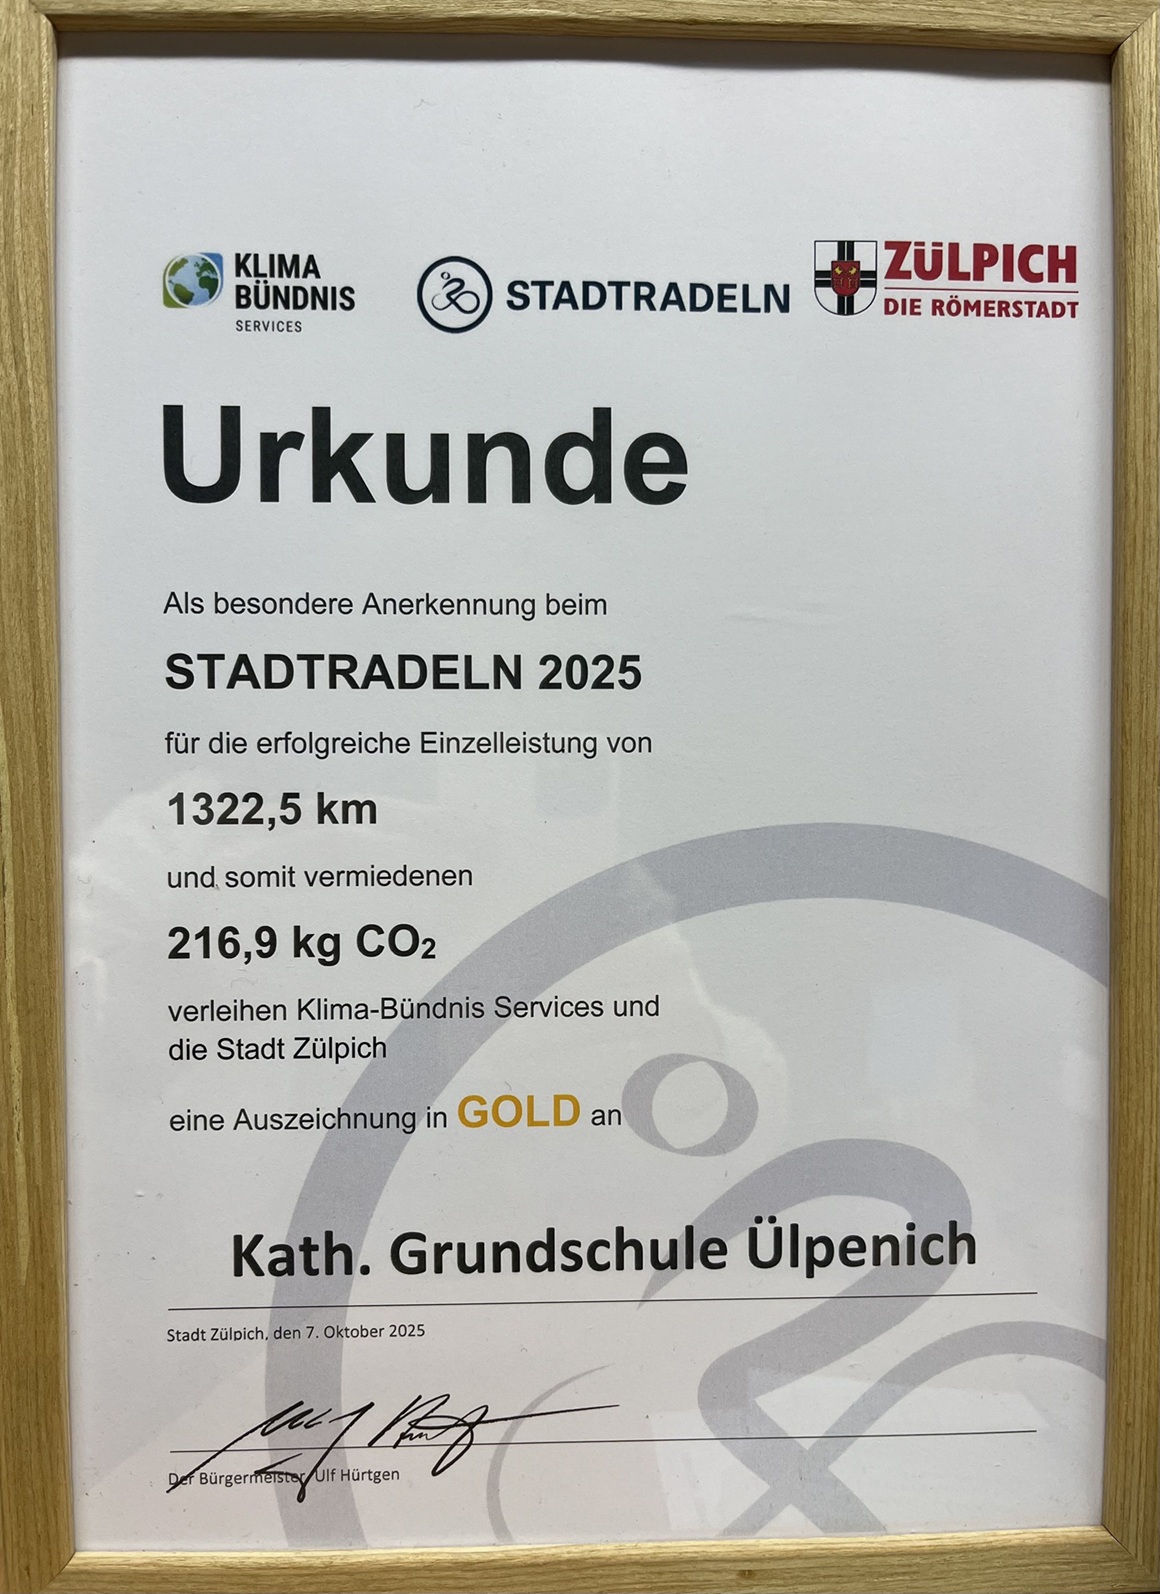 KLIMA
BÜNDNIS
SERVICES
STADTRADELN
ZÜLPICH
DIE RÖMERSTADT
Urkunde
Als besondere Anerkennung beim
STADTRADELN 2025
für die erfolgreiche Einzelleistung von
1322,5 km
und somit vermiedenen
216,9 kg CO₂
verleihen Klima-Bündnis Services und
die Stadt Zülpich
eine Auszeichnung in GOLD an
Kath. Grundschule Ülpenich
Stadt Zülpich, den 7. Oktober 2025
Der Bürgermeister Ulf Hürtgen